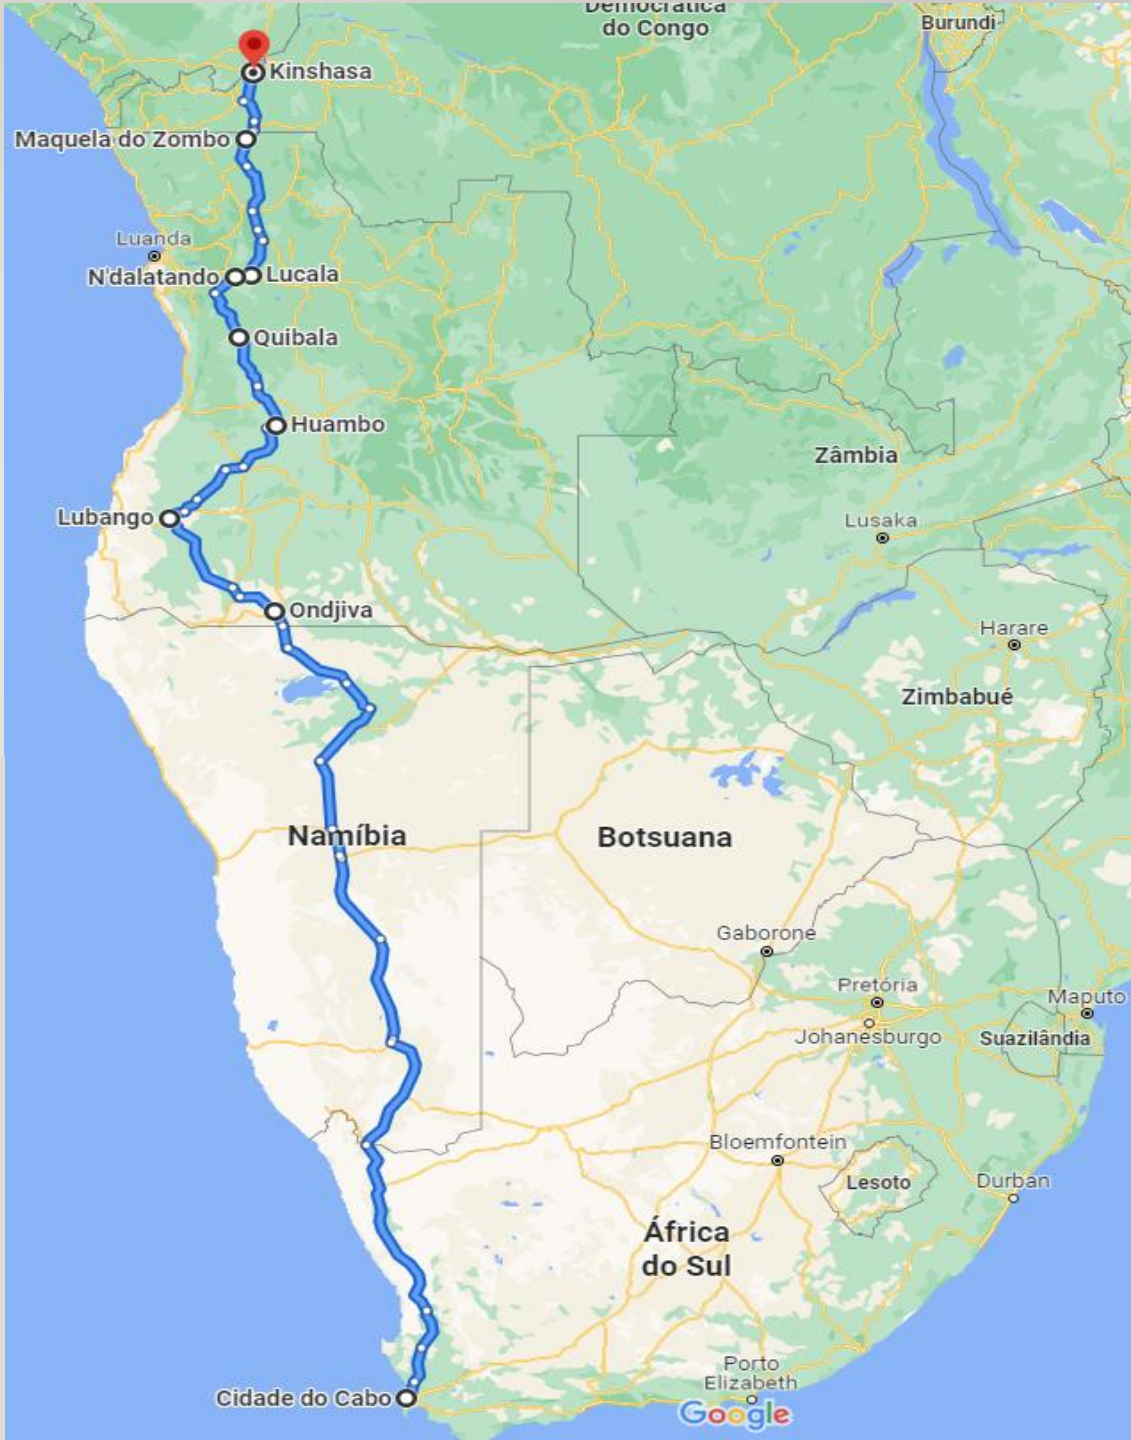 Democrática
do Congo
Burundi
Kinshasa
Maquela do Zombo
Luanda
N'dalatando
Lucala
Quibala
Huambo
Zâmbia
Lubango
Lusaka
Ondjiva
Harare
Zimbabué
Namíbia
Botsuana
Gaborone
Pretória
Maputo
Johanesburgo
Suazilândia
Bloemfontein
Lesoto
Durban
África
do Sul
Porto
Elizabeth
Cidade do Cabo
Google